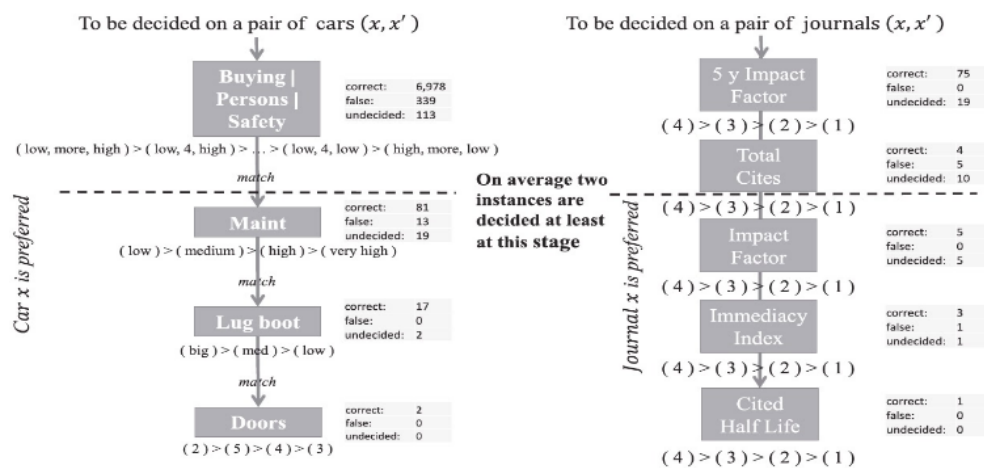 To be decided on a pair of cars (x, x′)
Buying |
Persons |
Safety
correct: 6,978
false: 339
undecided: 113
( low, more, high) > (low, 4, high) > … > (low, 4, low) > ( high, more, low)
match
Maint
correct: 81
false: 13
undecided: 19
( low) > ( medium) > ( high) > ( very high)
match
Lug boot
correct: 17
false: 0
undecided: 2
( big) > ( med) > ( low)
match
Doors
correct: 2
false: 0
undecided: 0
( 2 ) > ( 5 ) > ( 4 ) > ( 3 )
Car x is preferred
On average two
instances are
decided at least
at this stage
To be decided on a pair of journals (x, x′)
5 y Impact
Factor
correct: 75
false: 0
undecided: 19
( 4 ) > ( 3 ) > ( 2 ) > ( 1 )
Total
Cites
correct: 4
false: 5
undecided: 10
( 4 ) > ( 3 ) > ( 2 ) > ( 1 )
Impact
Factor
correct: 5
false: 0
undecided: 5
( 4 ) > ( 3 ) > ( 2 ) > ( 1 )
Immediacy
Index
correct: 3
false: 1
undecided: 1
( 4 ) > ( 3 ) > ( 2 ) > ( 1 )
Cited
Half Life
correct: 1
false: 0
undecided: 0
( 4 ) > ( 3 ) > ( 2 ) > ( 1 )
Journal x is preferred